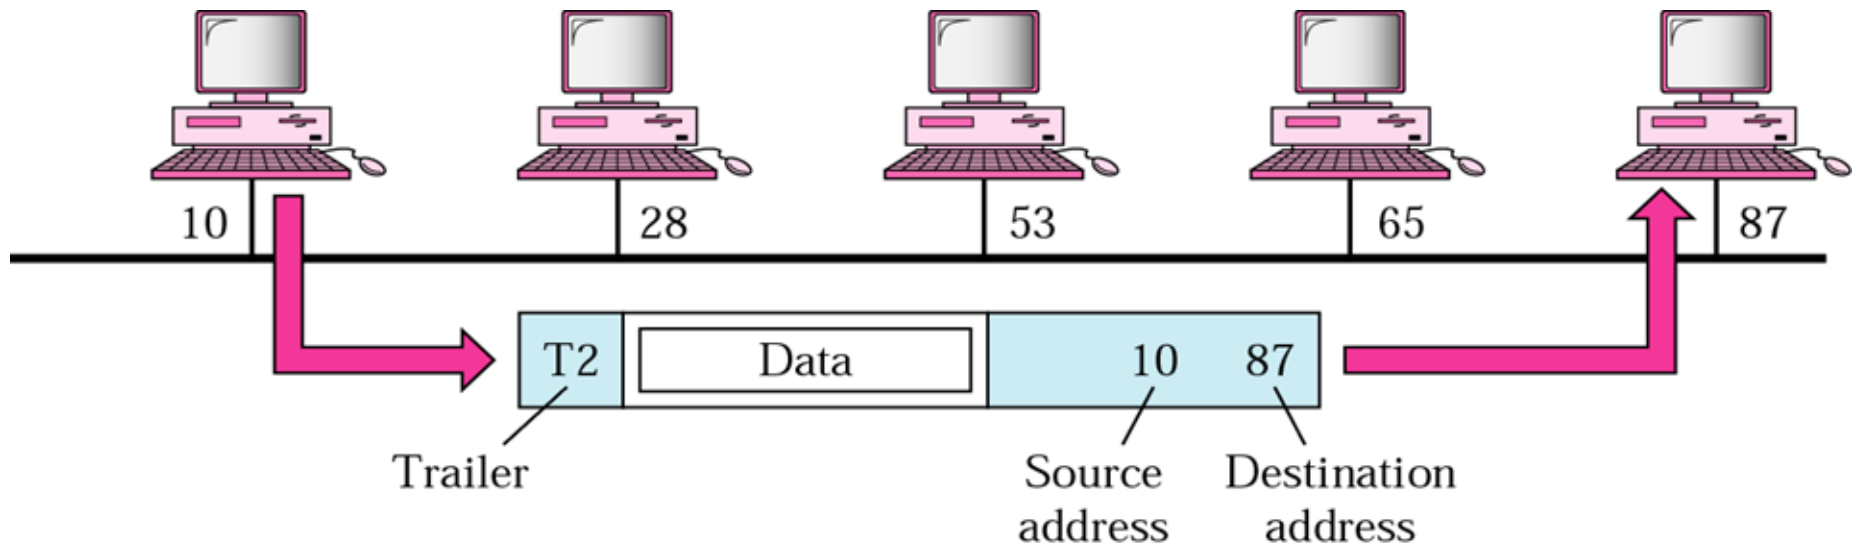 10
28
53
65
87
T2
Data
10
87
Trailer
Source
address
Destination
address